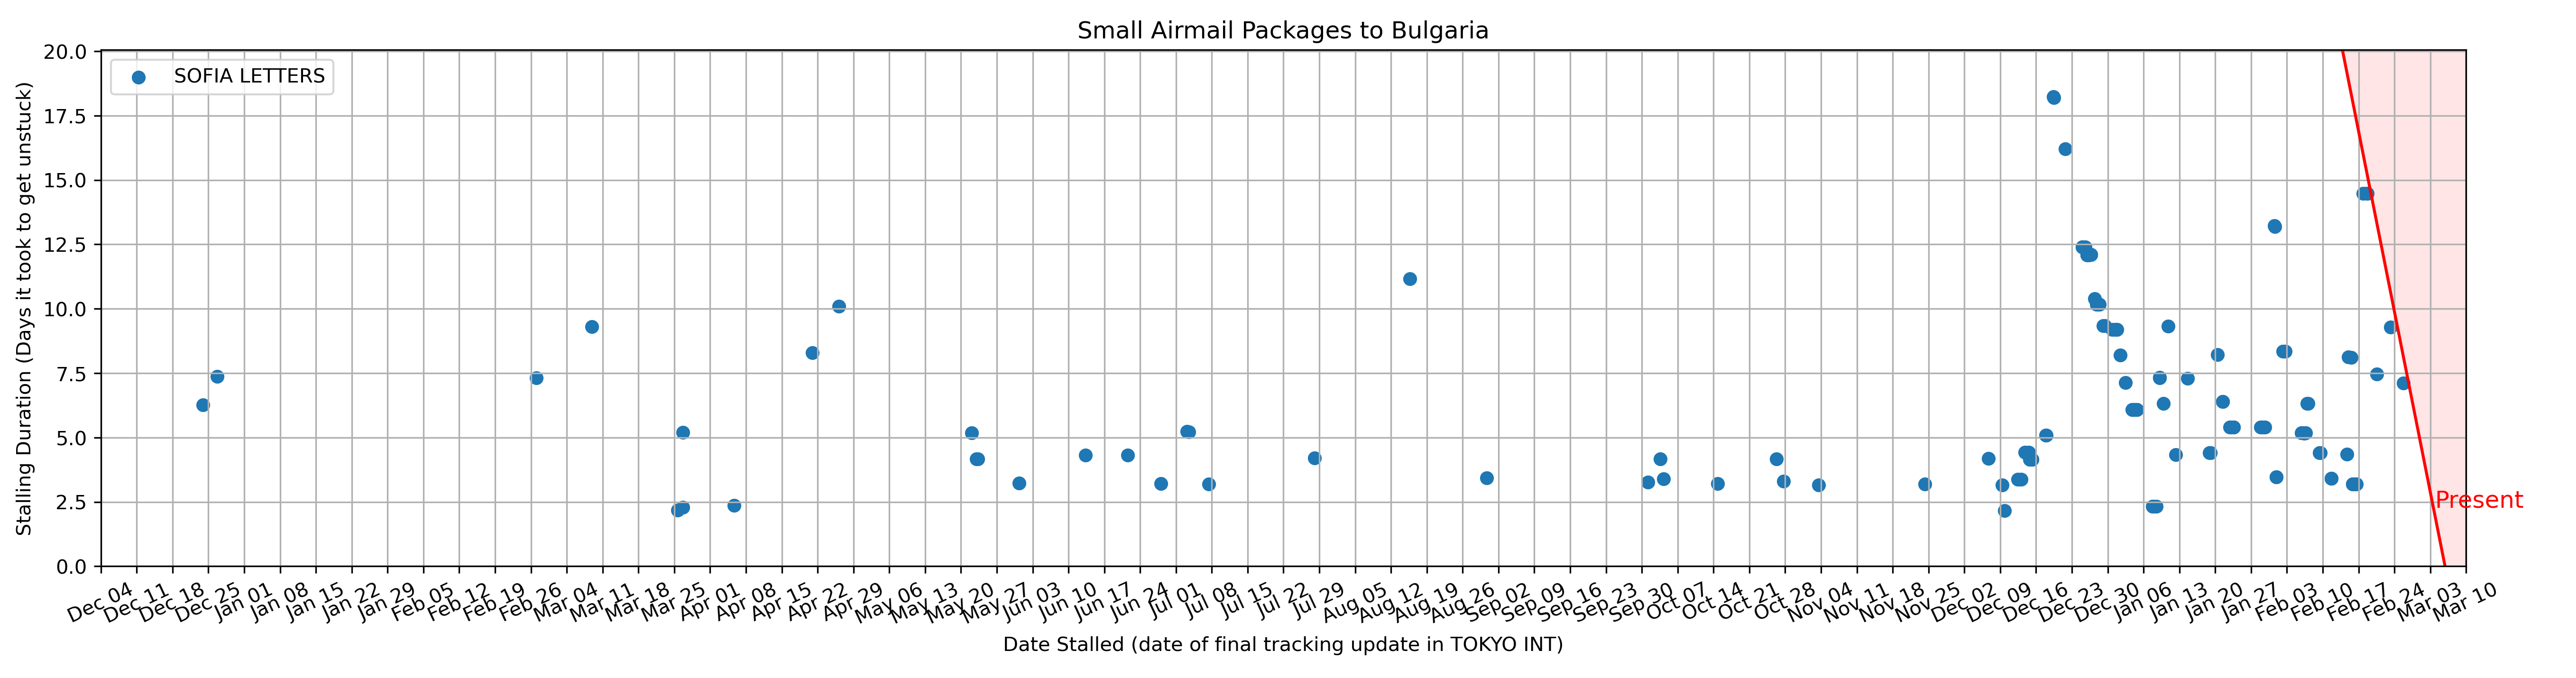 Small Airmail Packages to Bulgaria
SOFIA LETTERS
Stalling Duration (Days it took to get unstuck)
20.0
17.5
15.0
12.5
10.0
7.5
5.0
2.5
0.0
Present
Dec 04 Dec 11 Dec 18 Dec 25 Jan 01 Jan 08 Jan 15 Jan 22 Jan 29 Feb 05 Feb 12 Feb 19 Feb 26 Mar 04 Mar 11 Mar 18 Mar 25 Apr 01 Apr 08 Apr 15 Apr 22 Apr 29 May 06 May 13 May 20 May 27 Jun 03 Jun 10 Jun 17 Jun 24 Jul 01 Jul 08 Jul 15 Jul 22 Jul 29 Aug 05 Aug 12 Aug 19 Aug 26 Sep 02 Sep 09 Sep 16 Sep 23 Sep 30 Oct 07 Oct 14 Oct 21 Oct 28 Nov 04 Nov 11 Nov 18 Nov 25 Dec 02 Dec 09 Dec 16 Dec 23 Dec 30 Jan 06 Jan 13 Jan 20 Jan 27 Feb 03 Feb 10 Feb 17 Feb 24 Mar 03 Mar 10
Date Stalled (date of final tracking update in TOKYO INT)